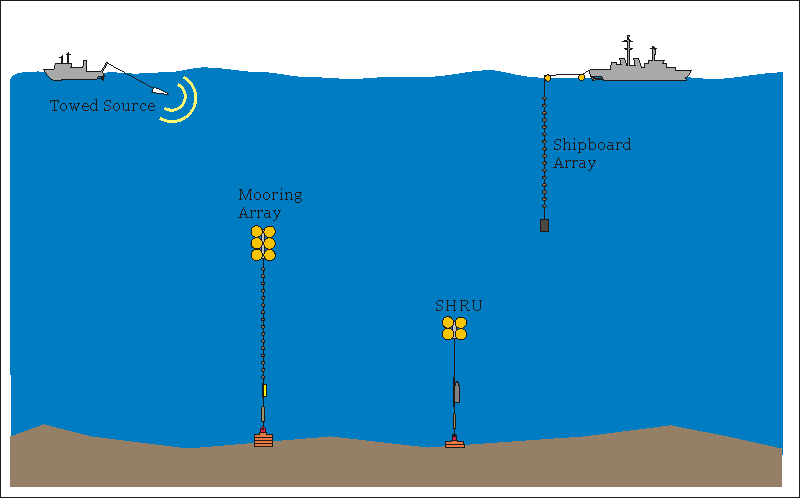 Towed Source
Shipboard
Array
Mooring
Array
SHRU